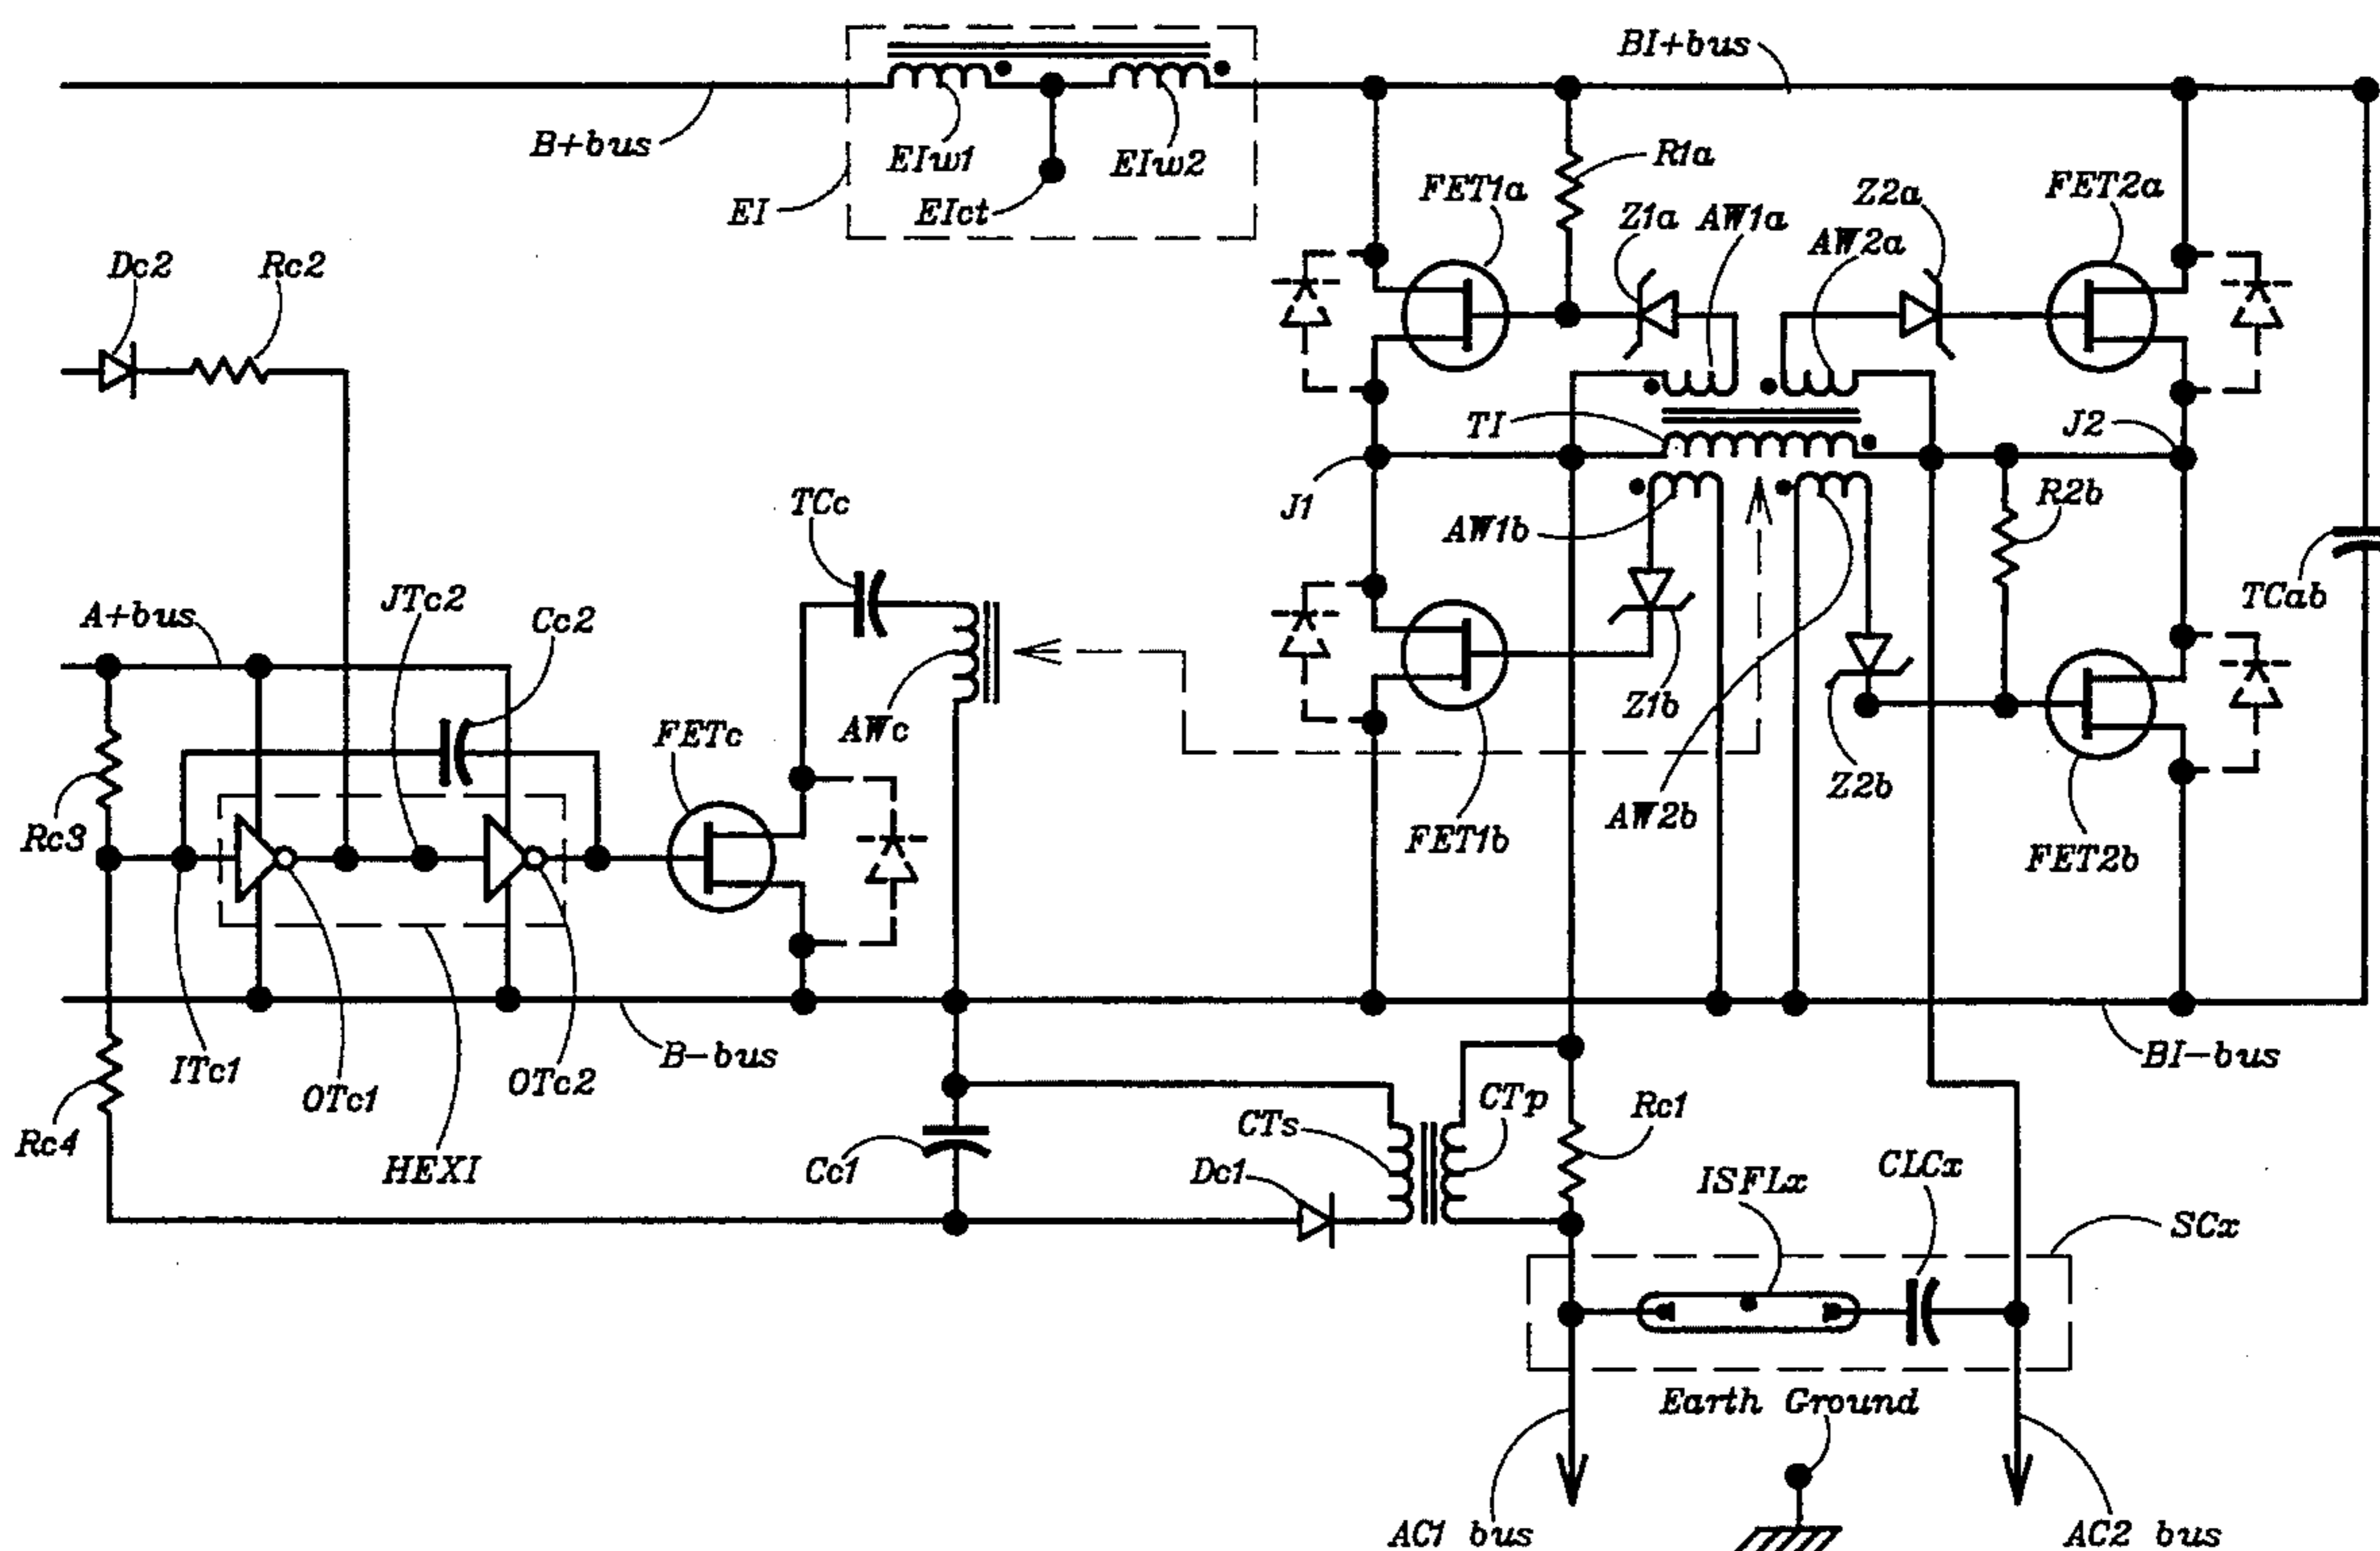 BI+bus
B+bus
EIw1
EIw2
R1a
EI
EIct
FET1a
Z1a
AW1a
Z2a
AW2a
FET2a
Dc2
Rc2
TI
J2
J1
TCc
AW1b
R2b
JTc2
Cc2
A+bus
TCab
AWc
FETc
Z1b
Z2b
Rc3
FET1b
AW2b
FET2b
ITc1
OTc1
OTc2
B-bus
BI-bus
Rc4
HEXI
Cc1
CTs
CTp
Rc1
Dc1
ISFLx
CLCx
SCx
Earth Ground
AC1 bus
AC2 bus